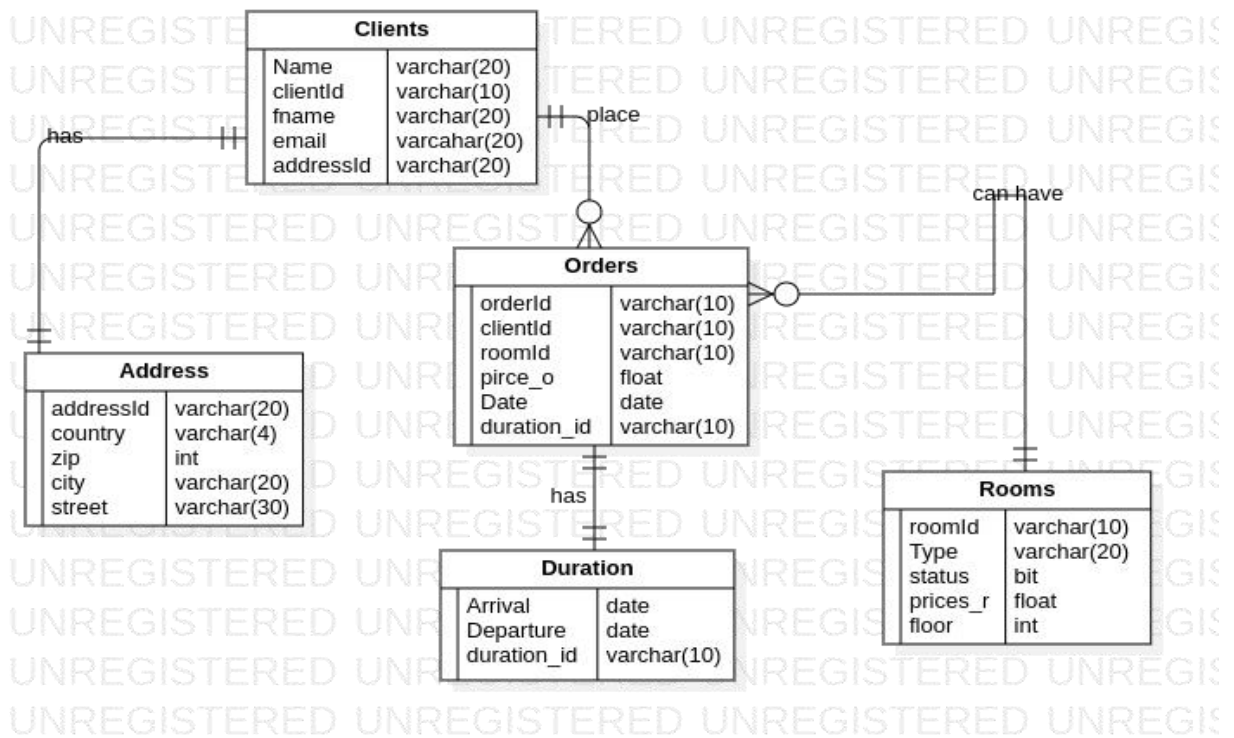 Clients
Name varchar(20)
clientId varchar(10)
fname varchar(20)
email varcahar(20)
addressId varchar(20)
has
place
can have
Orders
orderId varchar(10)
clientId varchar(10)
roomId varchar(10)
pirce_o float
Date date
duration_id varchar(10)
Address
addressId varchar(20)
country varchar(4)
zip int
city varchar(20)
street varchar(30)
has
Rooms
roomId varchar(10)
Type varchar(20)
status bit
prices_r float
floor int
Duration
Arrival date
Departure date
duration_id varchar(10)
UNREGISTERED